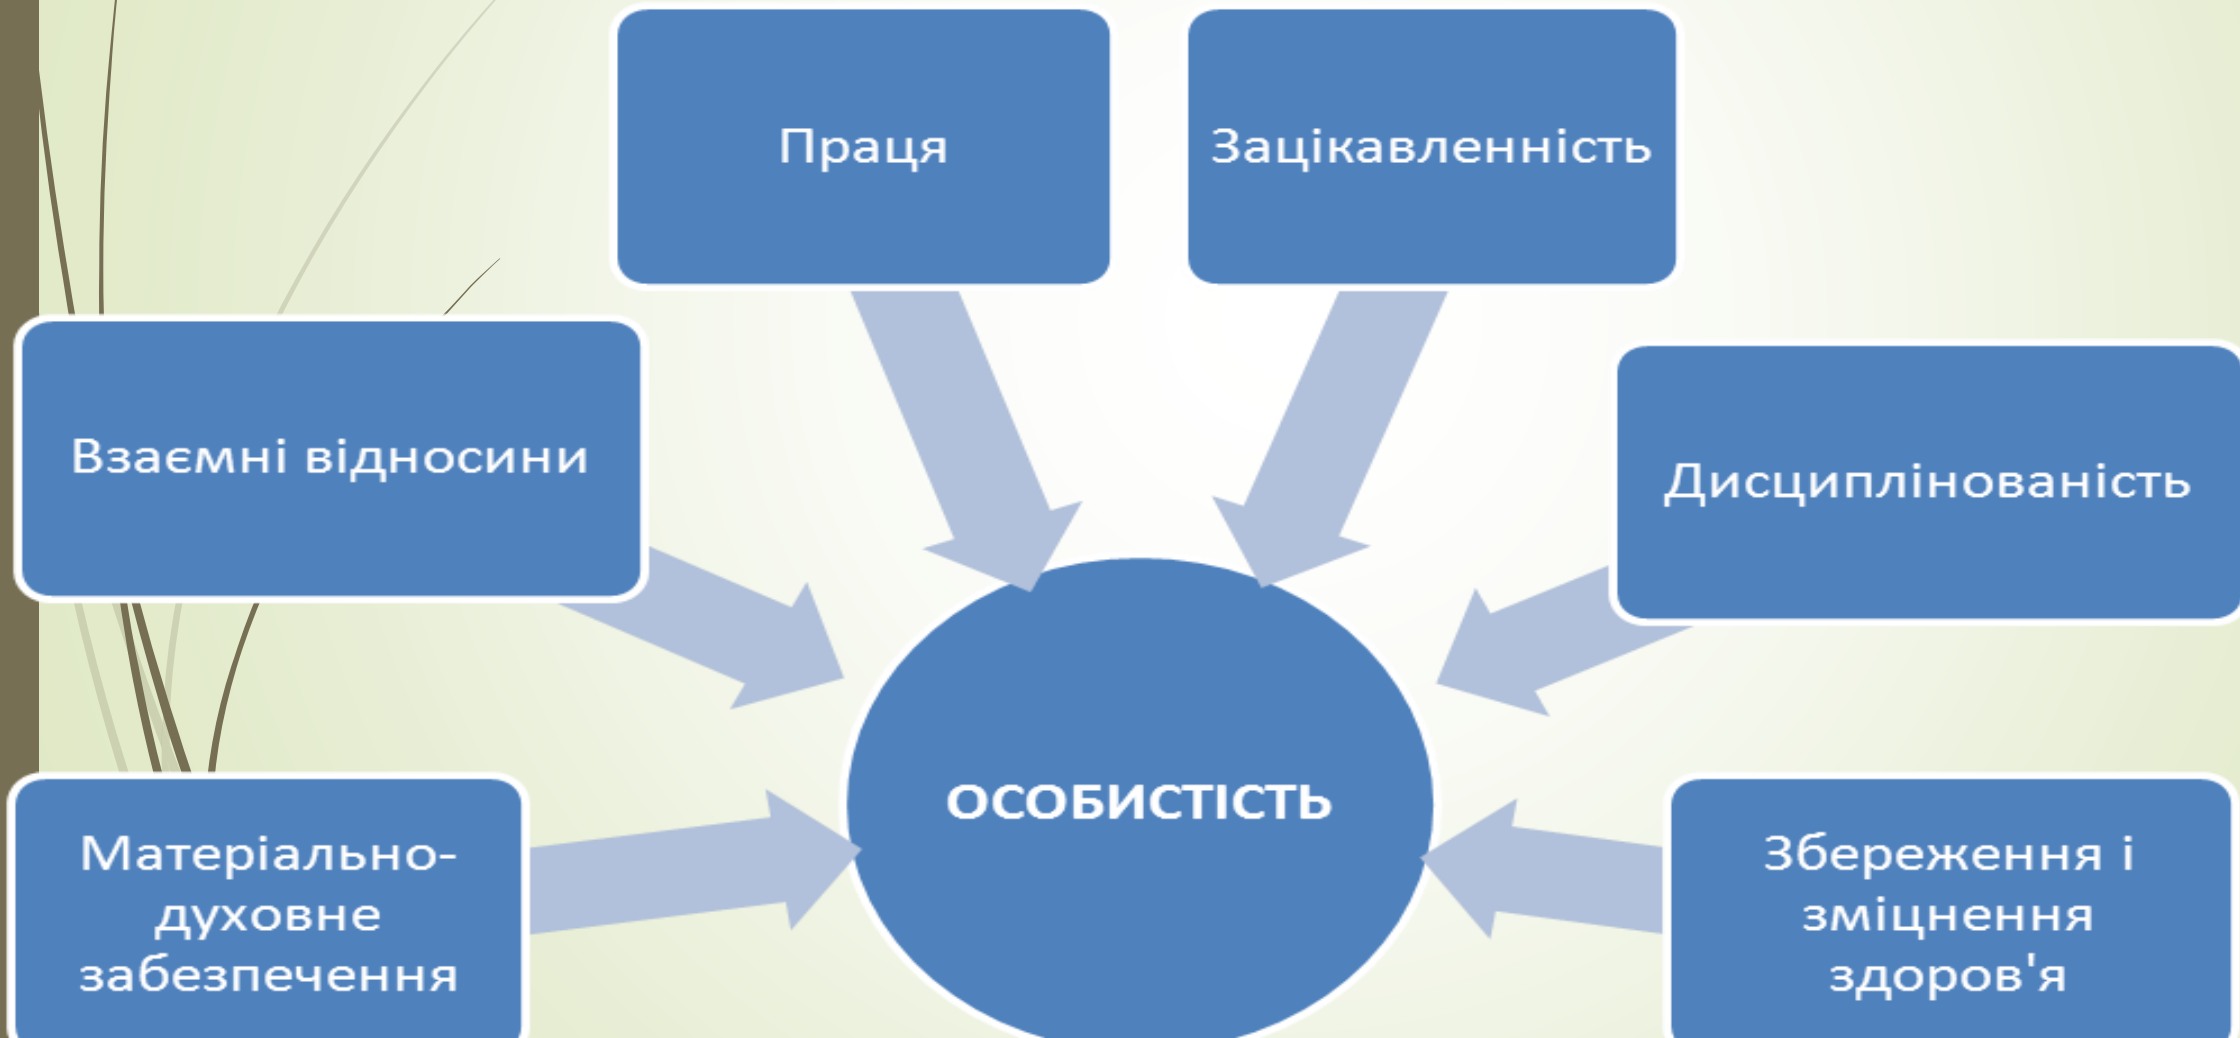 Праця
Зацікавленність
Взаємні відносини
Дисциплінованість
ОСОБИСТІСТЬ
Матеріально-
духовне
забезпечення
Збереження і
зміцнення
здоров'я